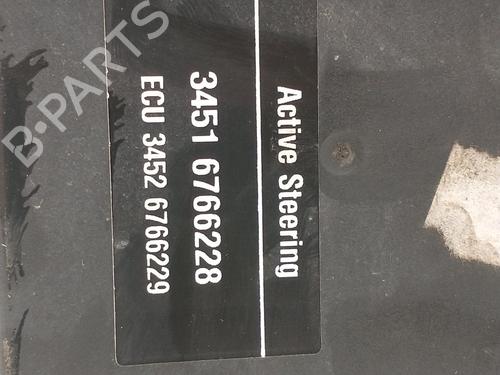 Active Steering
3451 6766228
ECU 3452 6766229
B-PARTS